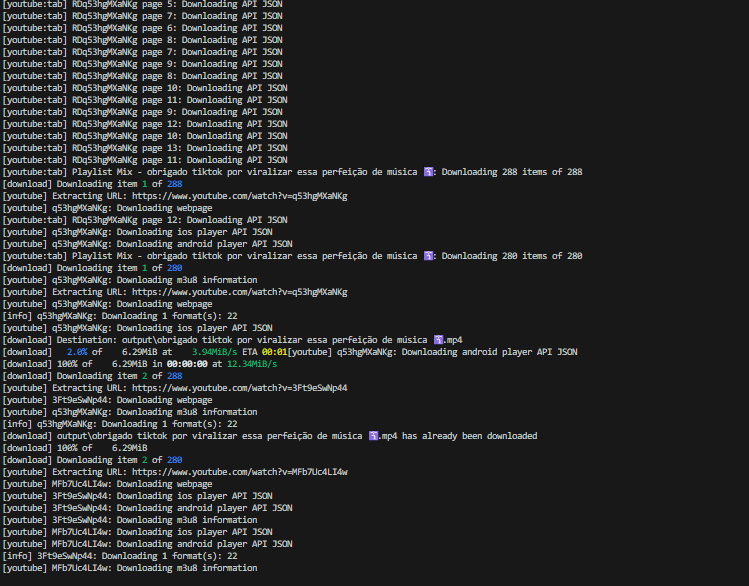 [youtube:tab] RDq53hgMXaNKg page 5: Downloading API JSON
[youtube:tab] RDq53hgMXaNKg page 7: Downloading API JSON
[youtube:tab] RDq53hgMXaNKg page 6: Downloading API JSON
[youtube:tab] RDq53hgMXaNKg page 8: Downloading API JSON
[youtube:tab] RDq53hgMXaNKg page 7: Downloading API JSON
[youtube:tab] RDq53hgMXaNKg page 9: Downloading API JSON
[youtube:tab] RDq53hgMXaNKg page 8: Downloading API JSON
[youtube:tab] RDq53hgMXaNKg page 10: Downloading API JSON
[youtube:tab] RDq53hgMXaNKg page 11: Downloading API JSON
[youtube:tab] RDq53hgMXaNKg page 9: Downloading API JSON
[youtube:tab] RDq53hgMXaNKg page 12: Downloading API JSON
[youtube:tab] RDq53hgMXaNKg page 10: Downloading API JSON
[youtube:tab] RDq53hgMXaNKg page 13: Downloading API JSON
[youtube:tab] RDq53hgMXaNKg page 11: Downloading API JSON
[youtube:tab] Playlist Mix - obrigado tiktok por viralizar essa perfeição de música 🛐: Downloading 288 items of 288
[download] Downloading item 1 of 288
[youtube] Extracting URL: https://www.youtube.com/watch?v=q53hgMXaNKg
[youtube] q53hgMXaNKg: Downloading webpage
[youtube:tab] RDq53hgMXaNKg page 12: Downloading API JSON
[youtube] q53hgMXaNKg: Downloading ios player API JSON
[youtube] q53hgMXaNKg: Downloading android player API JSON
[youtube:tab] Playlist Mix - obrigado tiktok por viralizar essa perfeição de música 🛐: Downloading 280 items of 280
[download] Downloading item 1 of 280
[youtube] q53hgMXaNKg: Downloading m3u8 information
[youtube] Extracting URL: https://www.youtube.com/watch?v=q53hgMXaNKg
[youtube] q53hgMXaNKg: Downloading webpage
[info] q53hgMXaNKg: Downloading 1 format(s): 22
[youtube] q53hgMXaNKg: Downloading ios player API JSON
[download] Destination: output\obrigado tiktok por viralizar essa perfeição de música 🛐.mp4
[download]   2.0% of    6.29MiB at    3.94MiB/s ETA 00:01[youtube] q53hgMXaNKg: Downloading android player API JSON
[download] 100% of    6.29MiB in 00:00:00 at 12.34MiB/s
[download] Downloading item 2 of 288
[youtube] Extracting URL: https://www.youtube.com/watch?v=3Ft9eSwNp44
[youtube] 3Ft9eSwNp44: Downloading webpage
[youtube] q53hgMXaNKg: Downloading m3u8 information
[info] q53hgMXaNKg: Downloading 1 format(s): 22
[download] output\obrigado tiktok por viralizar essa perfeição de música 🛐.mp4 has already been downloaded
[download] 100% of    6.29MiB
[download] Downloading item 2 of 280
[youtube] Extracting URL: https://www.youtube.com/watch?v=MFb7Uc4LI4w
[youtube] MFb7Uc4LI4w: Downloading webpage
[youtube] 3Ft9eSwNp44: Downloading ios player API JSON
[youtube] 3Ft9eSwNp44: Downloading android player API JSON
[youtube] 3Ft9eSwNp44: Downloading m3u8 information
[youtube] MFb7Uc4LI4w: Downloading ios player API JSON
[youtube] MFb7Uc4LI4w: Downloading android player API JSON
[info] 3Ft9eSwNp44: Downloading 1 format(s): 22
[youtube] MFb7Uc4LI4w: Downloading m3u8 information